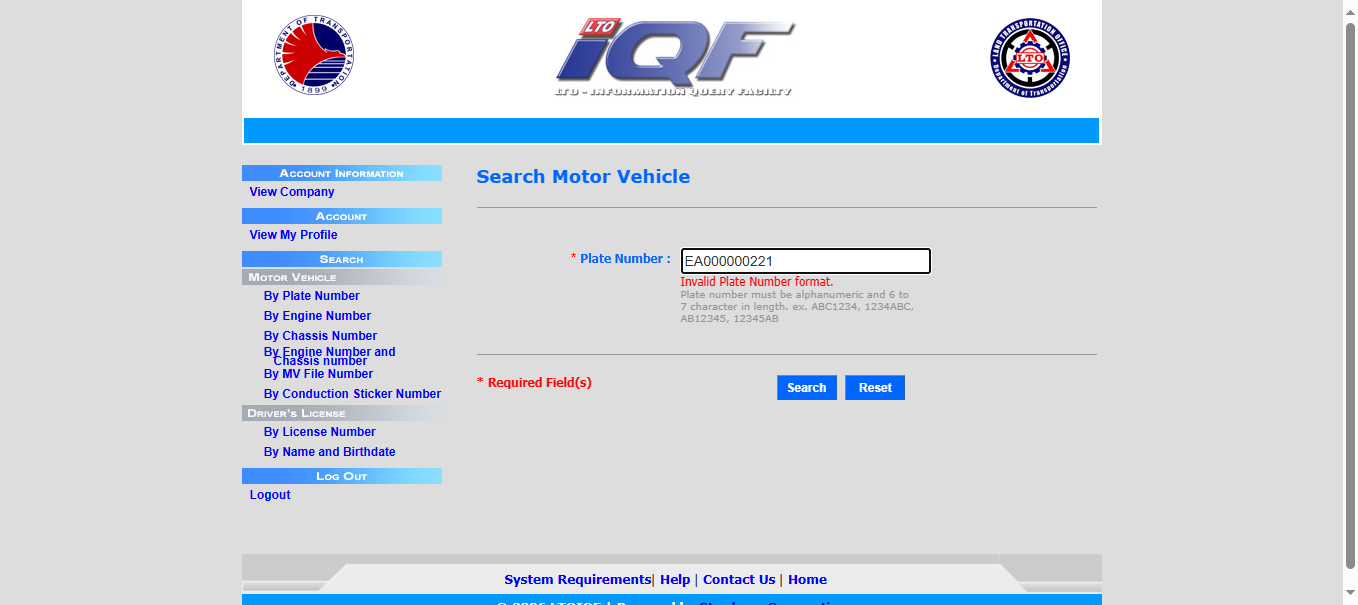 DEPARTMENT OF TRANSPORTATION
1899
LTO
iQF
LTO - INFORMATION QUERY FACILTY
LAND TRANSPORTATION OFFICE
LTO
Department of Transportation
ACCOUNT INFORMATION
View Company
ACCOUNT
View My Profile
SEARCH
MOTOR VEHICLE
By Plate Number
By Engine Number
By Chassis Number
By Engine Number and
Chassis number
By MV File Number
By Conduction Sticker Number
DRIVER'S LICENSE
By License Number
By Name and Birthdate
LOG OUT
Logout
Search Motor Vehicle
* Plate Number : EA000000221
Invalid Plate Number format.
Plate number must be alphanumeric and 6 to
7 character in length. ex. ABC1234, 1234ABC,
AB12345, 12345AB
* Required Field(s)
Search Reset
System Requirements| Help | Contact Us | Home